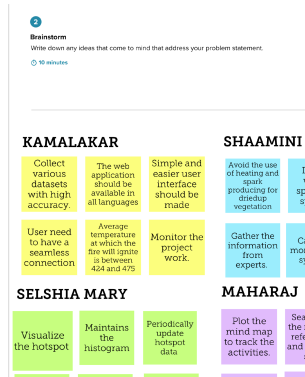 2
Brainstorm
Write down any ideas that come to mind that address your problem statement.
10 minutes
KAMALAKAR
Collect
various
datasets
with high
accuracy.
The web
application
should be
available in
all languages
Simple and
easier user
interface
should be
made
User need
to have a
seamless
connection
Average
temperature
at which the
fire will ignite
is between
424 and 475
Monitor the
project
work.
SHAAMINI
Avoid the use
of heating and
spark
producing for
driedup
vegetation
Gather the
information
from
experts.
SELSHIA MARY
Visualize
the hotspot
Maintains
the
histogram
Periodically
update
hotspot
data
MAHARAJ
Plot the
mind map
to track the
activities.